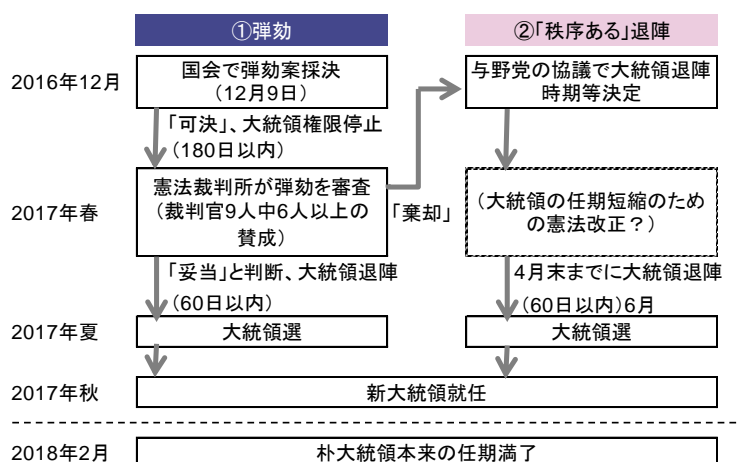 ①弾劾
②「秩序ある」退陣
2016年12月
国会で弾劾案採決
（12月9日）
与野党の協議で大統領退陣
時期等決定
「可決」、大統領権限停止
（180日以内）
2017年春
憲法裁判所が弾劾を審査
（裁判官9人中6人以上の
賛成）
「棄却」
（大統領の任期短縮のため
の憲法改正？）
「妥当」と判断、大統領退陣
（60日以内）
4月末までに大統領退陣
（60日以内）6月
2017年夏
大統領選
大統領選
2017年秋
新大統領就任
2018年2月
朴大統領本来の任期満了